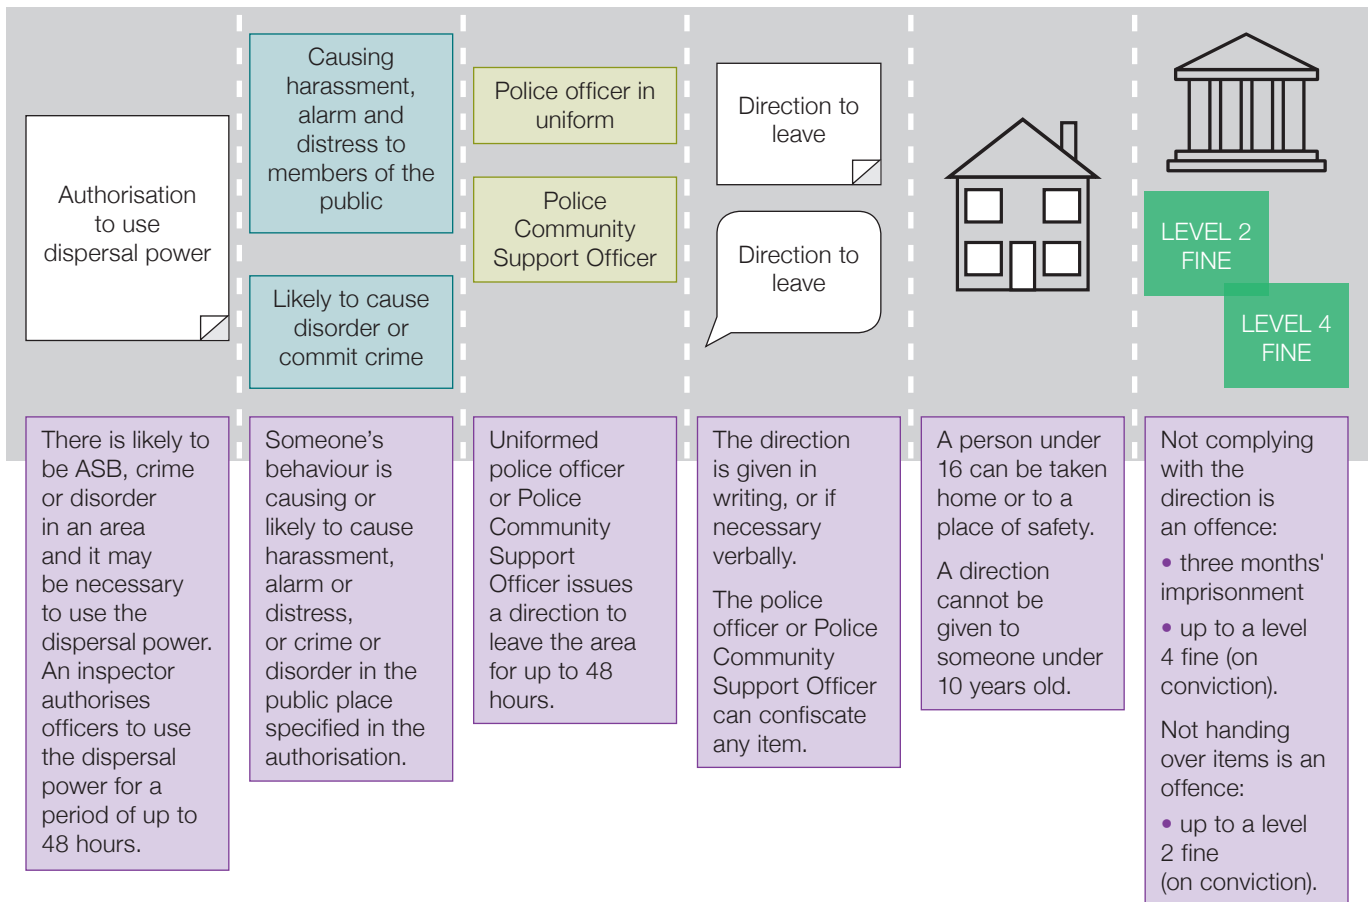 Authorisation
to use
dispersal power
Causing
harassment,
alarm and
distress to
members of the
public
Likely to cause
disorder or
commit crime
Police officer in
uniform
Police
Community
Support Officer
Direction to
leave
Direction to
leave
LEVEL 2
FINE
LEVEL 4
FINE
There is likely to
be ASB, crime
or disorder
in an area
and it may
be necessary
to use the
dispersal power.
An inspector
authorises
officers to use
the dispersal
power for a
period of up to
48 hours.
Someone’s
behaviour is
causing or
likely to cause
harassment,
alarm or
distress,
or crime or
disorder in the
public place
specified in the
authorisation.
Uniformed
police officer
or Police
Community
Support
Officer issues
a direction to
leave the area
for up to 48
hours.
The direction
is given in
writing, or if
necessary
verbally.
The police
officer or Police
Community
Support Officer
can confiscate
any item.
A person under
16 can be taken
home or to a
place of safety.
A direction
cannot be
given to
someone under
10 years old.
Not complying
with the
direction is
an offence:
• three months'
imprisonment
• up to a level
4 fine (on
conviction).
Not handing
over items is an
offence:
• up to a level
2 fine
(on conviction).